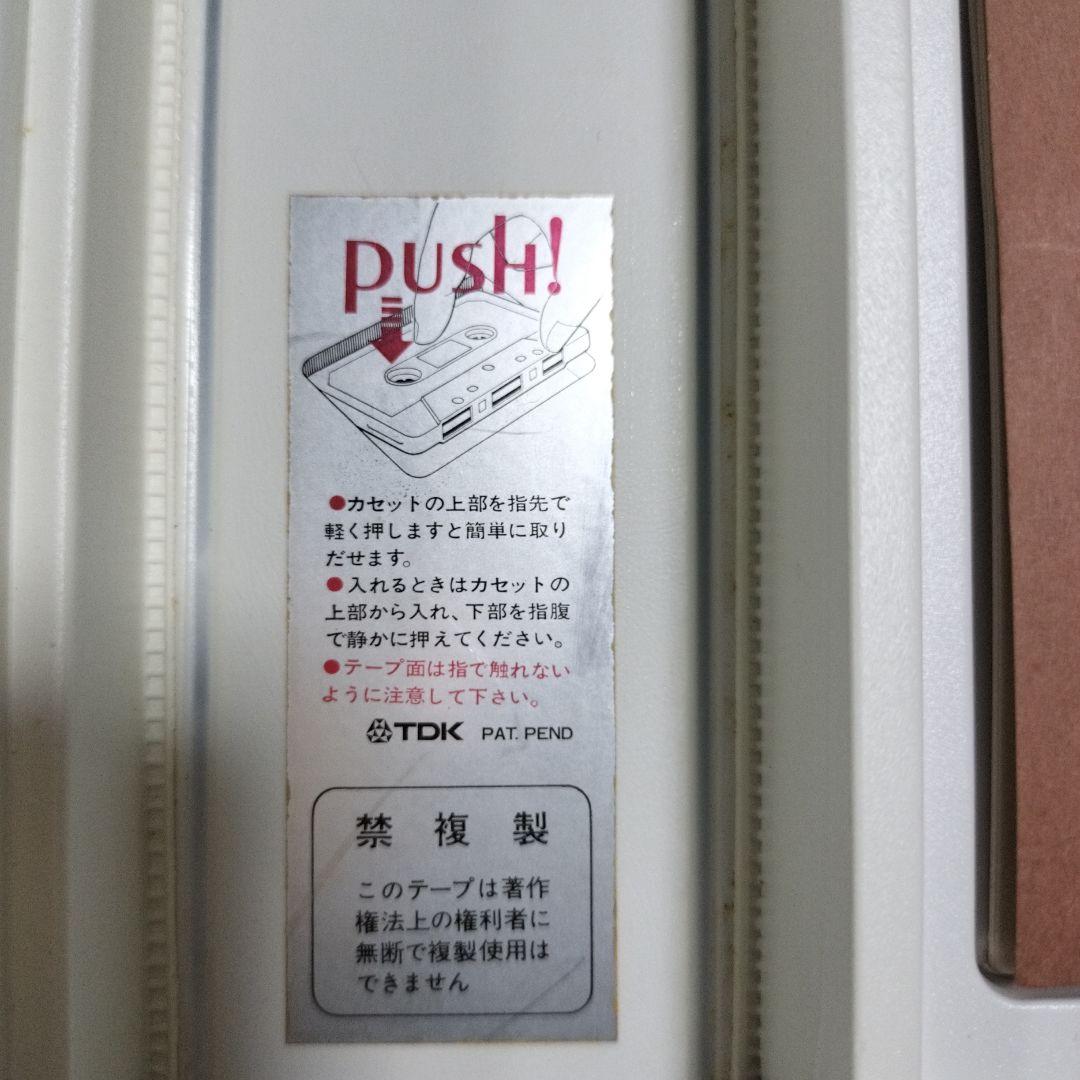 PUSH!
●カセットの上部を指先で
軽く押しますと簡単に取り
だせます。
●入れるときはカセットの
上部から入れ、下部を指腹
で静かに押えてください。
●テープ面は指で触れない
ように注意して下さい。
TDK PAT. PEND
禁複製
このテープは著作
権法上の権利者に
無断で複製使用は
できません